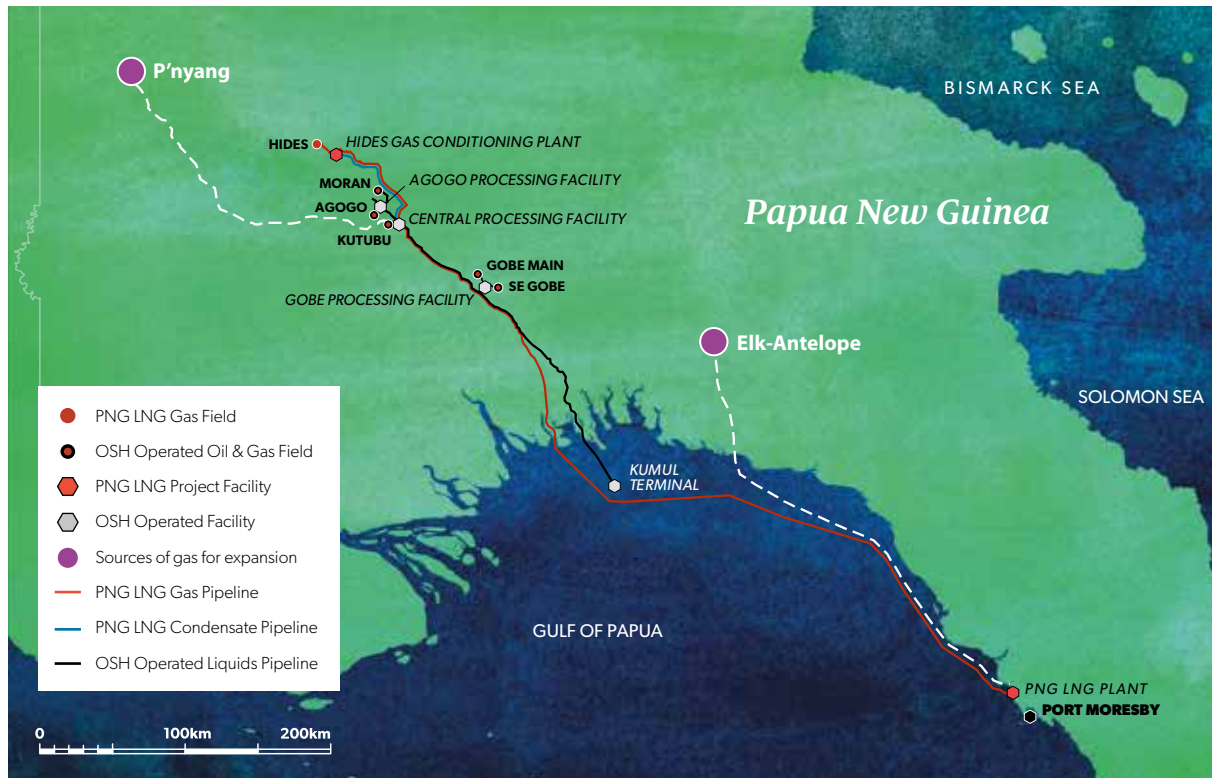 BISMARCK SEA
P'nyang
HIDES
HIDES GAS CONDITIONING PLANT
MORAN
AGOGO PROCESSING FACILITY
AGOGO
CENTRAL PROCESSING FACILITY
KUTUBU
Papua New Guinea
GOBE MAIN
SE GOBE
GOBE PROCESSING FACILITY
Elk-Antelope
SOLOMON SEA
PNG LNG Gas Field
OSH Operated Oil & Gas Field
PNG LNG Project Facility
OSH Operated Facility
Sources of gas for expansion
PNG LNG Gas Pipeline
PNG LNG Condensate Pipeline
OSH Operated Liquids Pipeline
KUMUL
TERMINAL
GULF OF PAPUA
PNG LNG PLANT
PORT MORESBY
0 100km 200km